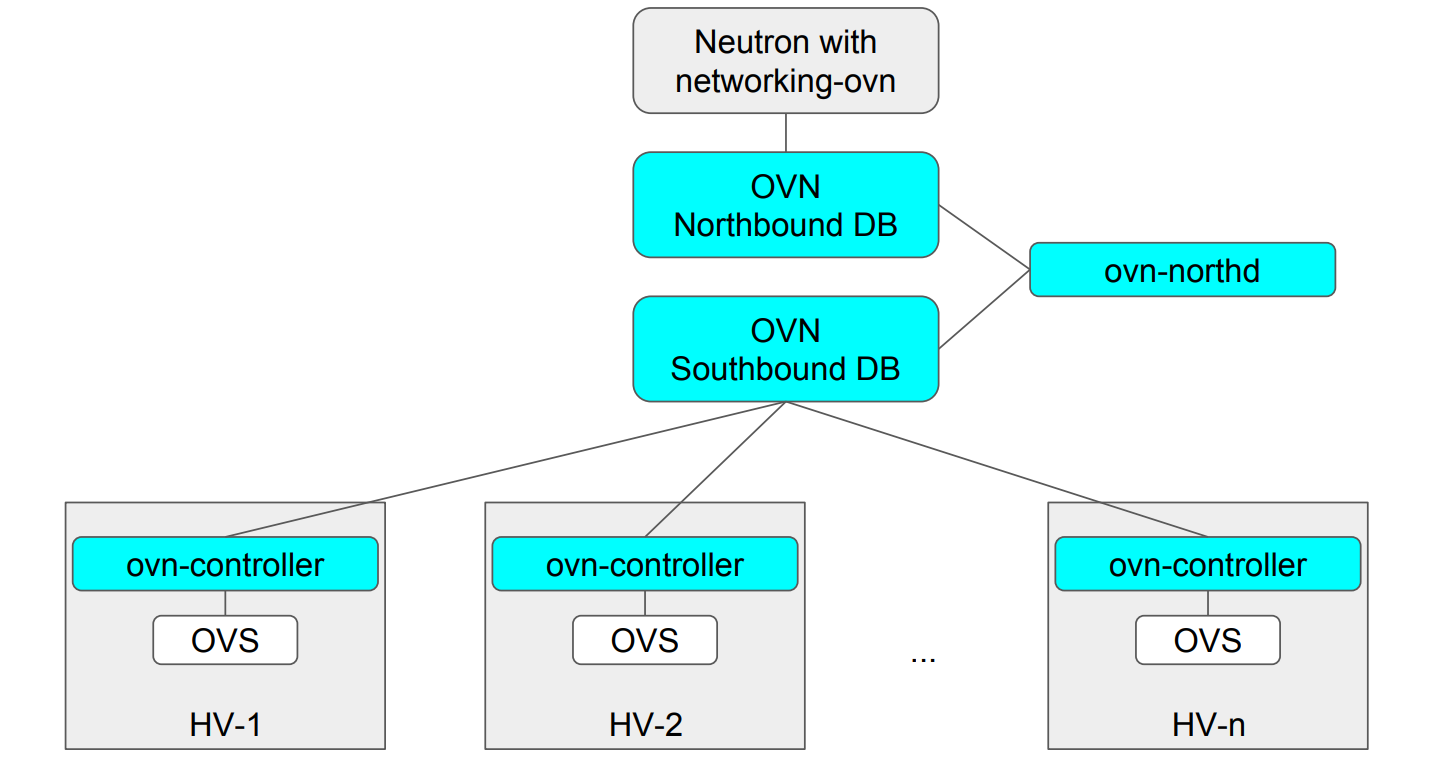 Neutron with
networking-ovn
OVN
Northbound DB
ovn-northd
OVN
Southbound DB
ovn-controller
OVS
HV-1
ovn-controller
OVS
HV-2
...
ovn-controller
OVS
HV-n